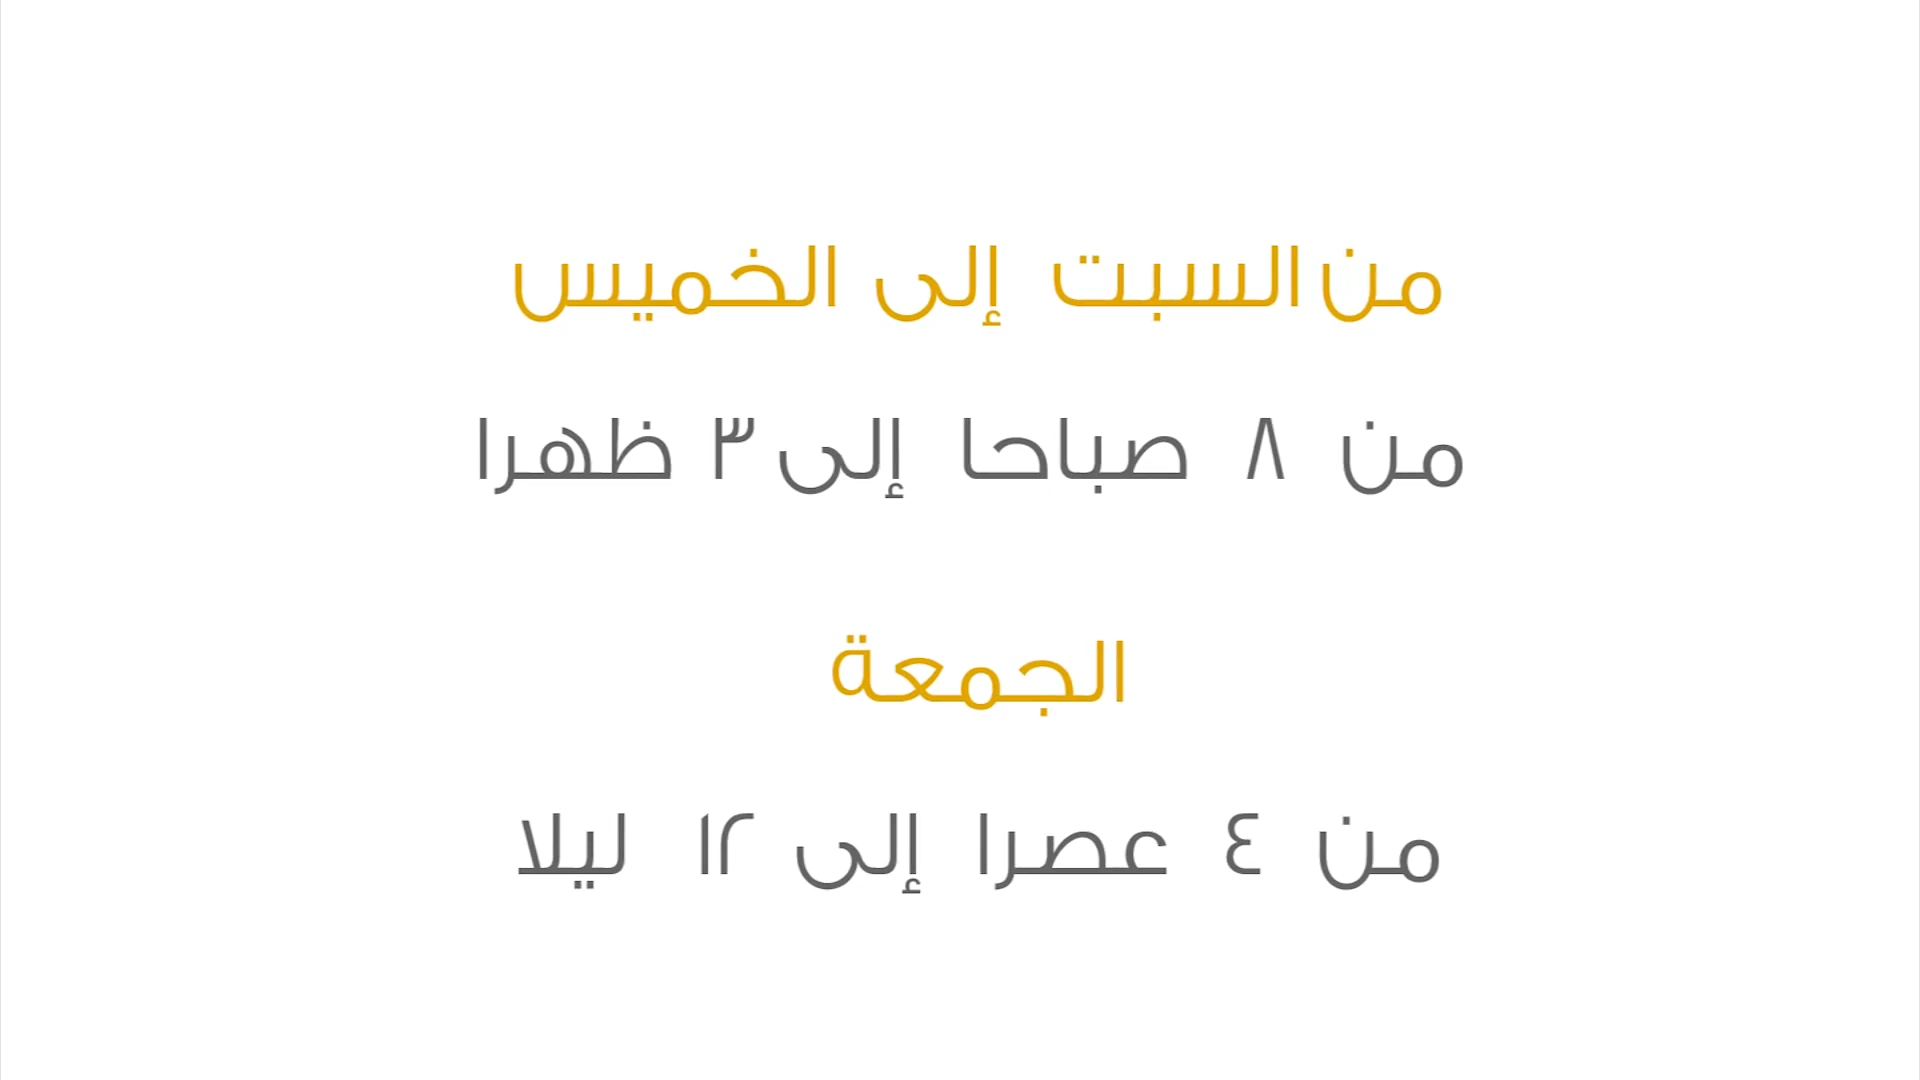 من السبت إلى الخميس
من ٨ صباحا إلى ٣ ظهرا
الجمعة
من ٤ عصرا إلى ١٢ ليلا